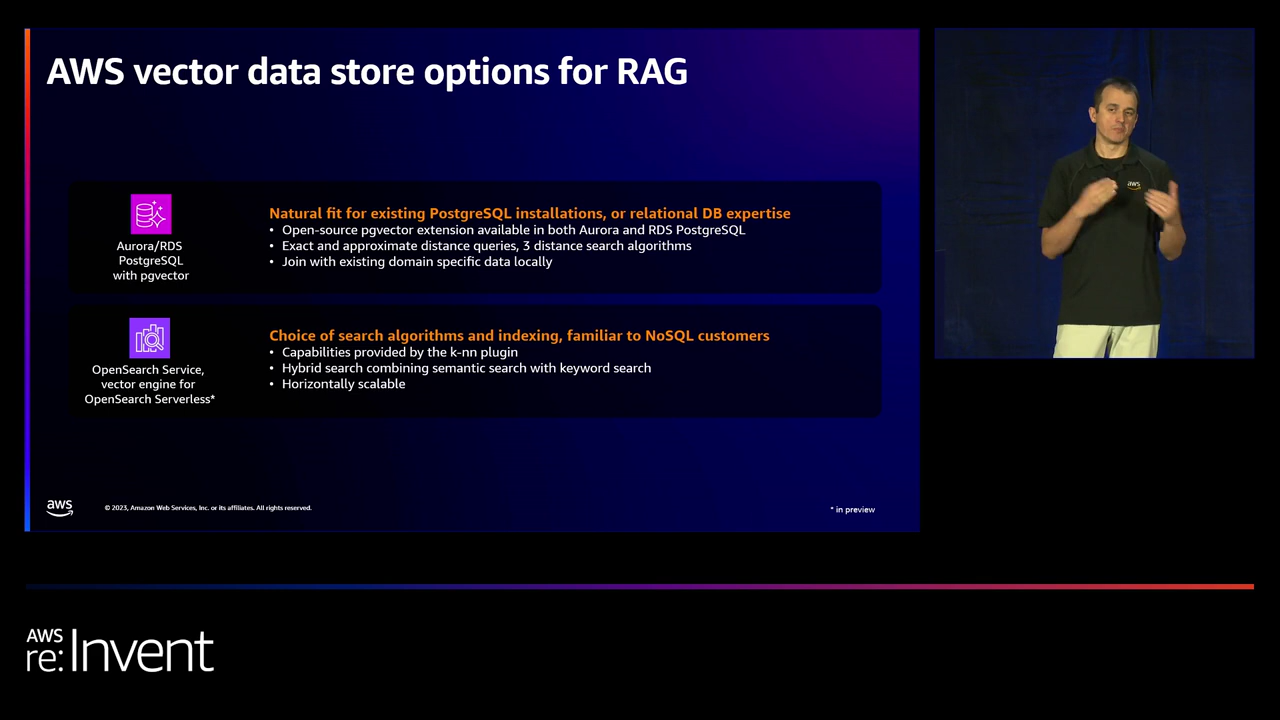 AWS vector data store options for RAG
Aurora/RDS
PostgreSQL
with pgvector
Natural fit for existing PostgreSQL installations, or relational DB expertise
• Open-source pgvector extension available in both Aurora and RDS PostgreSQL
• Exact and approximate distance queries, 3 distance search algorithms
• Join with existing domain specific data locally
OpenSearch Service,
vector engine for
OpenSearch Serverless*
Choice of search algorithms and indexing, familiar to NoSQL customers
• Capabilities provided by the k-nn plugin
• Hybrid search combining semantic search with keyword search
• Horizontally scalable
aws
© 2023, Amazon Web Services, Inc. or its affiliates. All rights reserved.
* in preview
aws
AWS
re:Invent